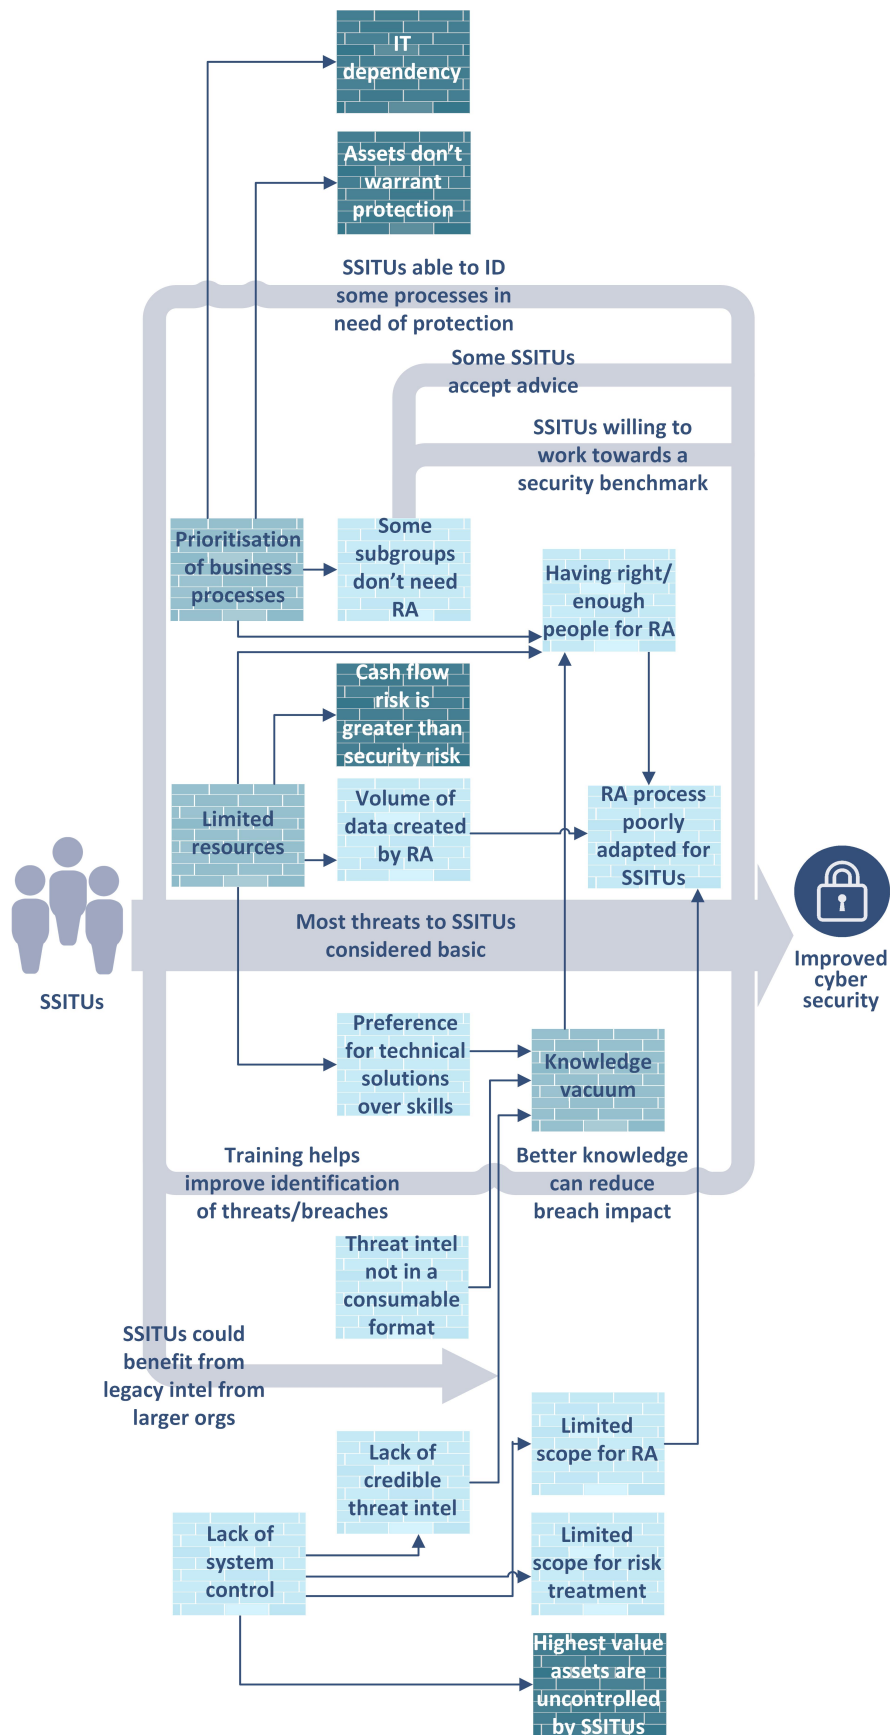 IT
dependency
Assets don't
warrant
protection
SSITUs able to ID
some processes in
need of protection
Some SSITUs
accept advice
SSITUs willing to
work towards a
security benchmark
Prioritisation
of business
processes
Some
subgroups
don't need
RA
Having right/
enough
people for RA
Cash flow
risk is
greater than
security risk
Limited
resources
Volume of
data created
by RA
RA process
poorly
adapted for
SSITUs
SSITUs
Most threats to SSITUs
considered basic
Improved
cyber
security
Preference
for technical
solutions
over skills
Knowledge
vacuum
Training helps
improve identification
of threats/breaches
Better knowledge
can reduce
breach impact
Threat intel
not in a
consumable
format
SSITUs could
benefit from
legacy intel from
larger orgs
Limited
scope for RA
Lack of
credible
threat intel
Lack of
system
control
Limited
scope for risk
treatment
Highest value
assets are
uncontrolled
by SSITUs